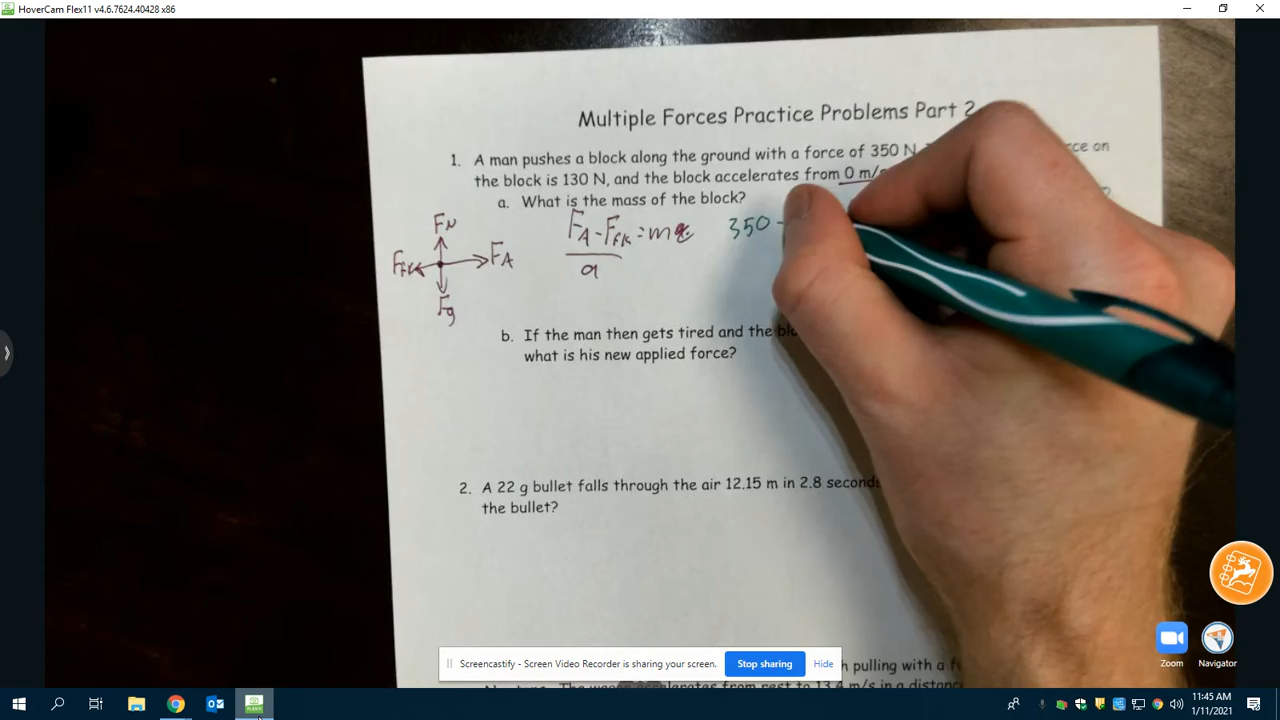 HoverCam Flex11 v4.6.7624.40428 x86
Multiple Forces Practice Problems Part 2
1. A man pushes a block along the ground with a force of 350 N
the block is 130 N, and the block accelerates from 0 m/s
a. What is the mass of the block?
FN
FA
Ffk
Fg
FA - Ffk = ma
a
350 -
b. If the man then gets tired and the
what is his new applied force?
2. A 22 g bullet falls through the air 12.15 m in 2.8 seconds
the bullet?
pulling with a
m/s in a distance
Screencastify - Screen Video Recorder is sharing your screen.
Stop sharing
Hide
Zoom
Navigator
11:45 AM
1/11/2021